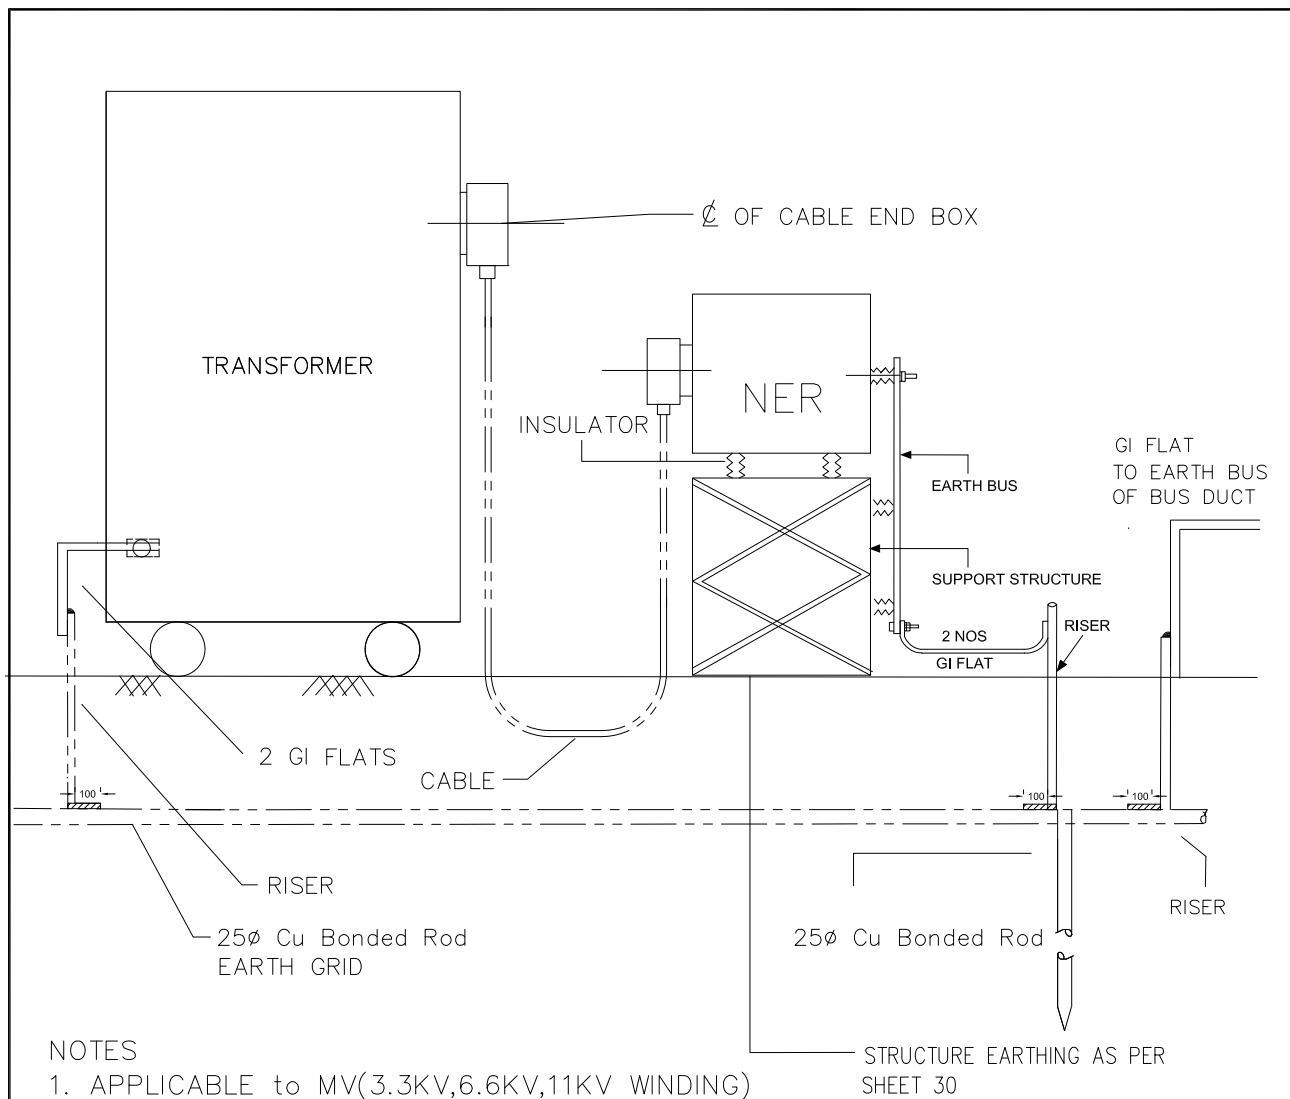 ℄ OF CABLE END BOX
TRANSFORMER
NER
INSULATOR
EARTH BUS
GI FLAT
TO EARTH BUS
OF BUS DUCT
SUPPORT STRUCTURE
2 NOS
GI FLAT
RISER
2 GI FLATS
CABLE
100
100
100
RISER
RISER
25ø Cu Bonded Rod
EARTH GRID
25ø Cu Bonded Rod
STRUCTURE EARTHING AS PER
SHEET 30
NOTES
1. APPLICABLE to MV(3.3KV,6.6KV,11KV WINDING)